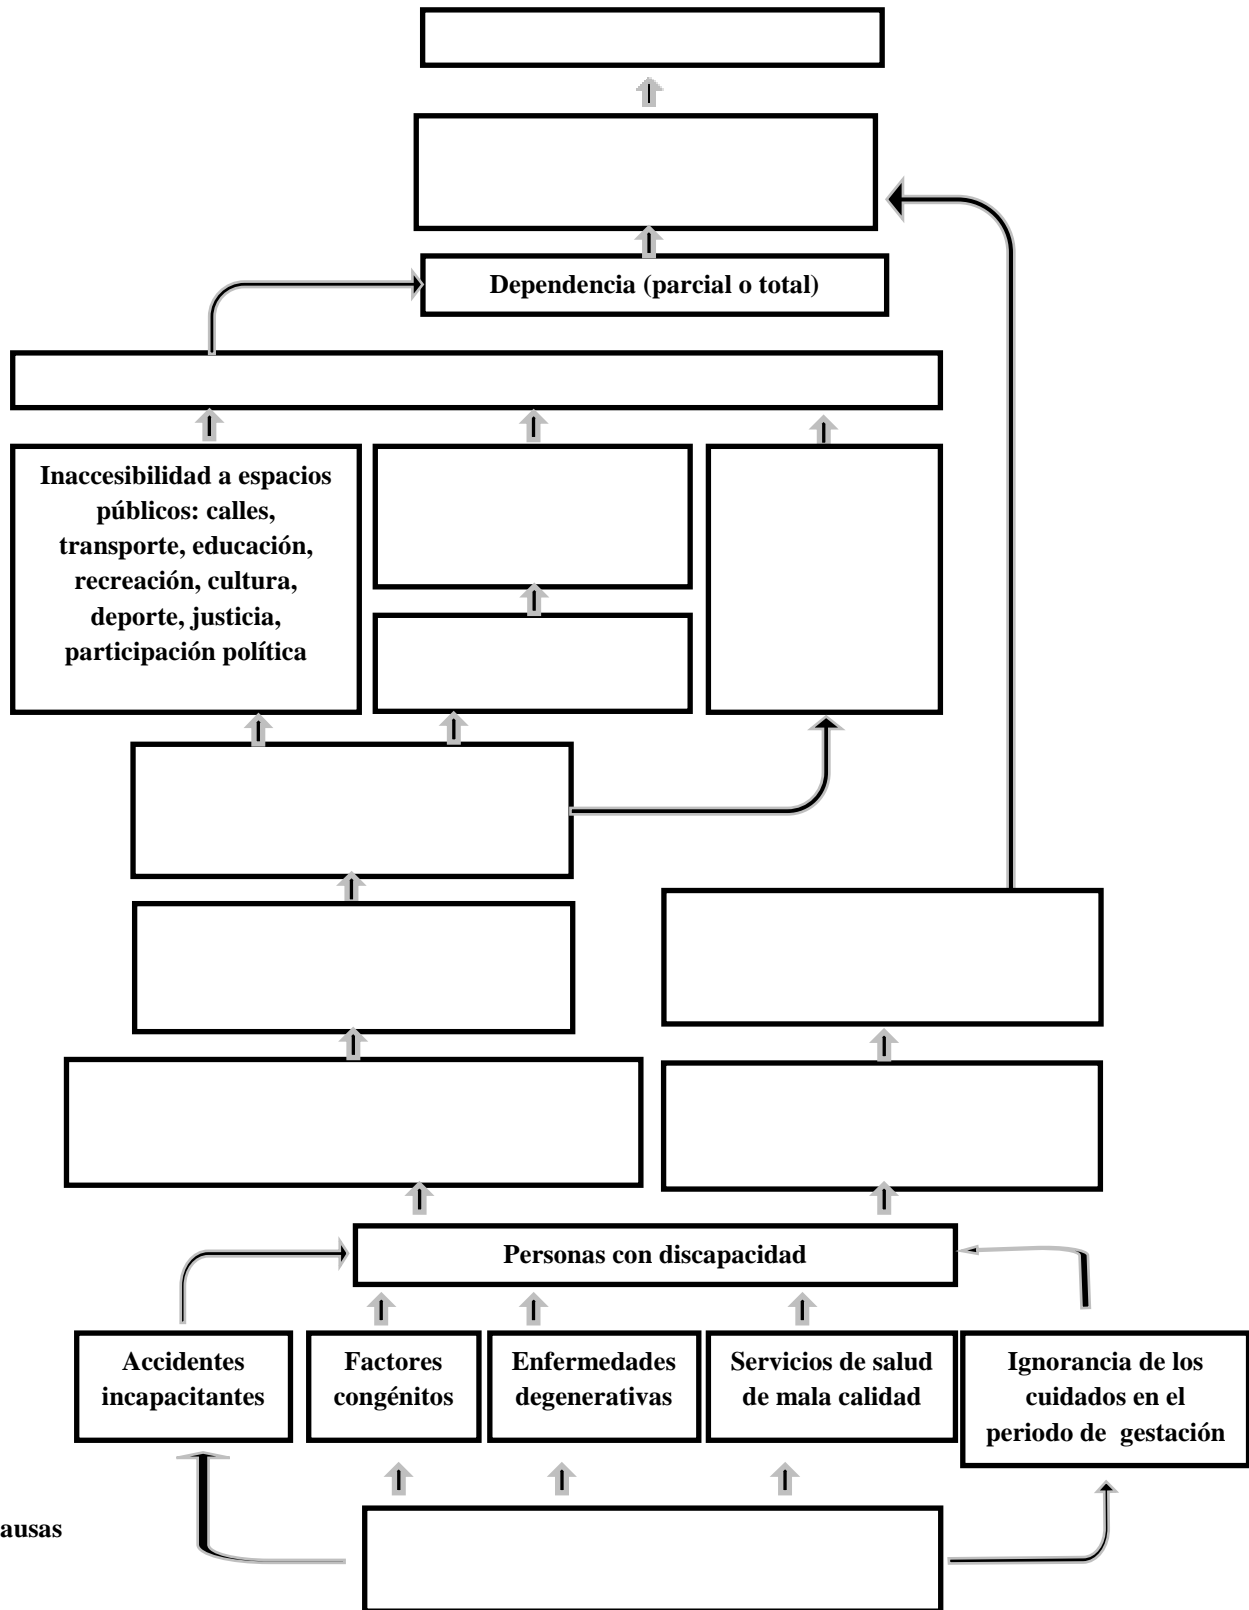 Dependencia (parcial o total)
Inaccesibilidad a espacios
públicos: calles,
transporte, educación,
recreación, cultura,
deporte, justicia,
participación política
Personas con discapacidad
Accidentes
incapacitantes
Factores
congénitos
Enfermedades
degenerativas
Servicios de salud
de mala calidad
Ignorancia de los
cuidados en el
periodo de gestación
ausas